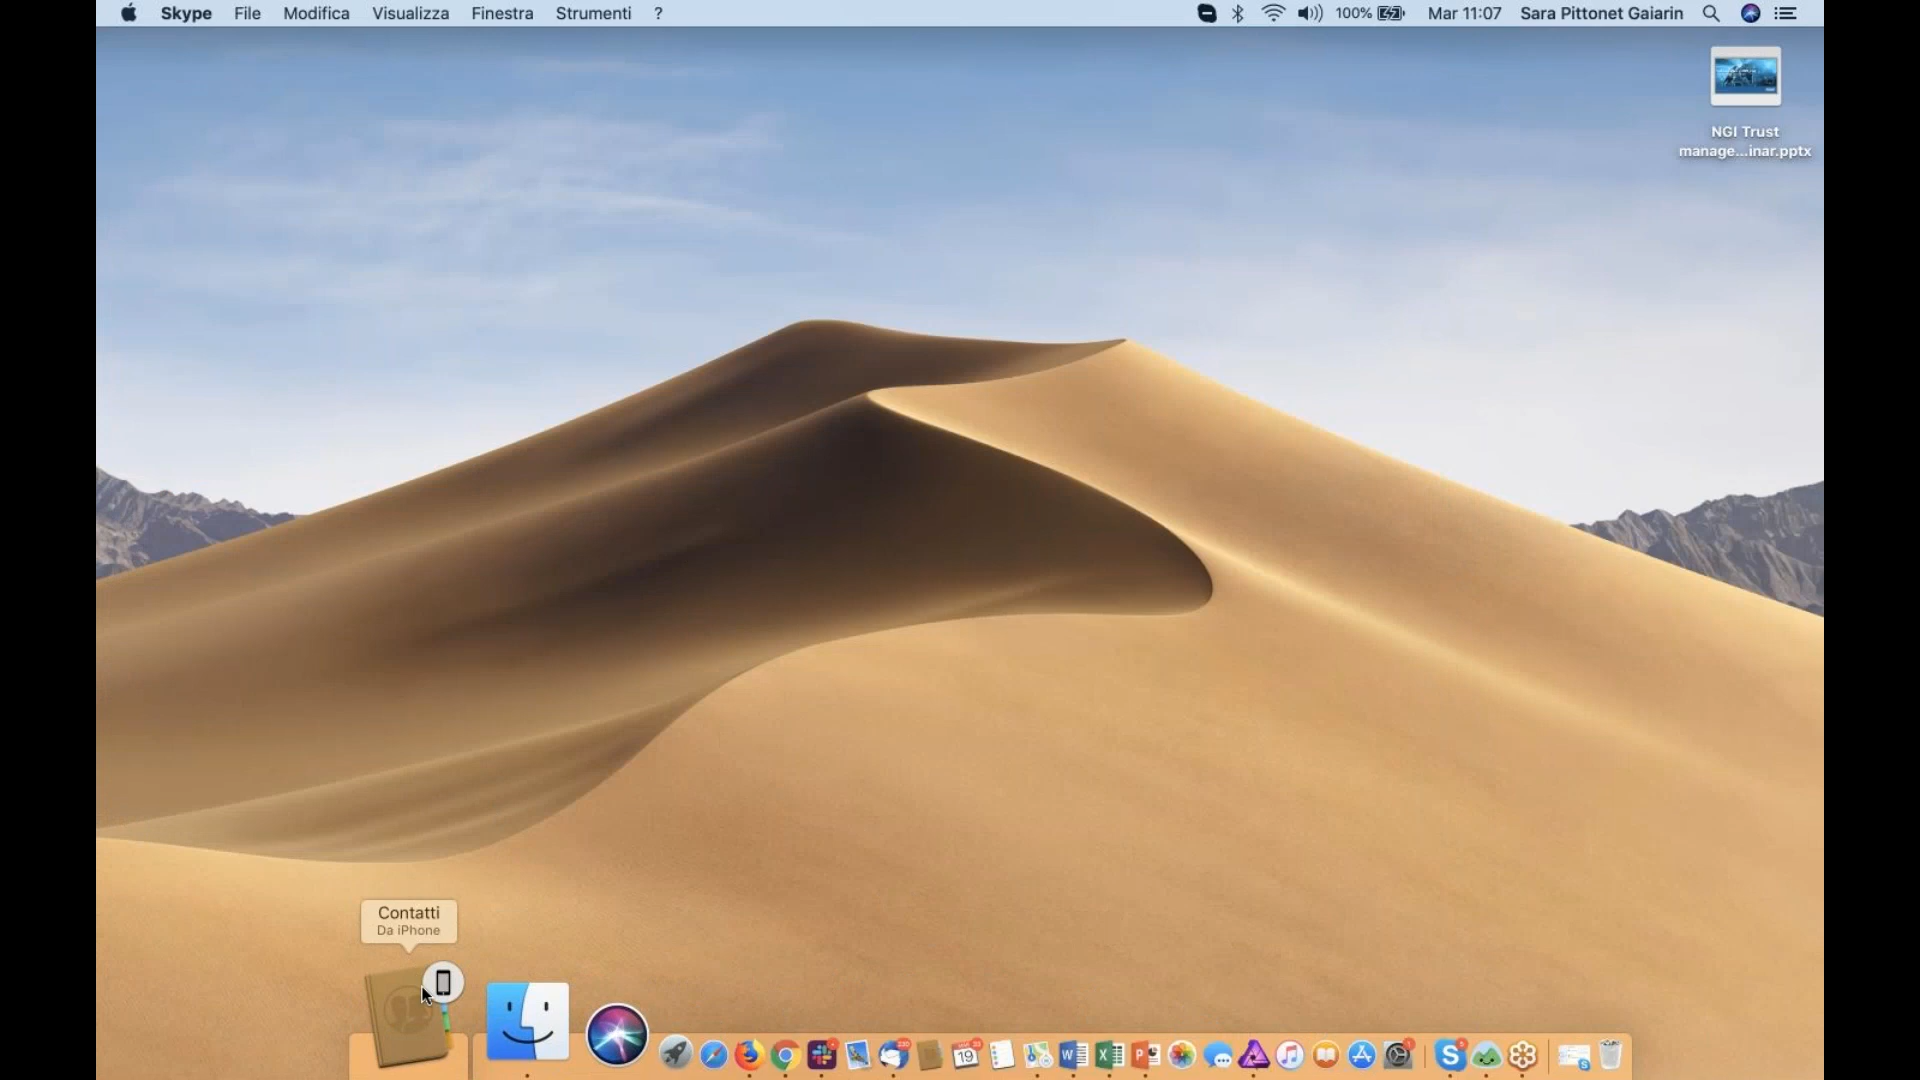 Skype File Modifica Visualizza Finestra Strumenti ? 100% Mar 11:07 Sara Pittonet Gaiarin
NGI Trust
manage...inar.pptx
Contatti
Da iPhone
19